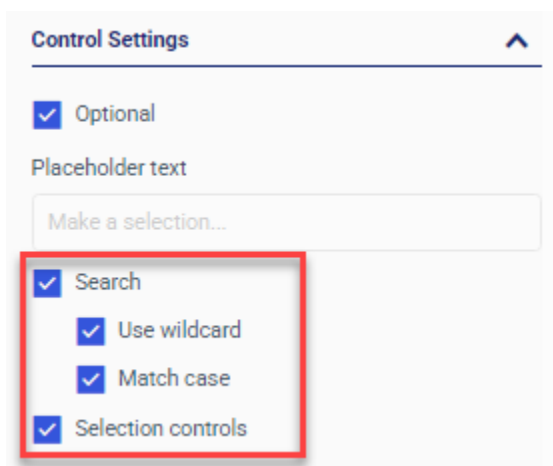 Control Settings
Optional
Placeholder text
Make a selection...
Search
Use wildcard
Match case
Selection controls